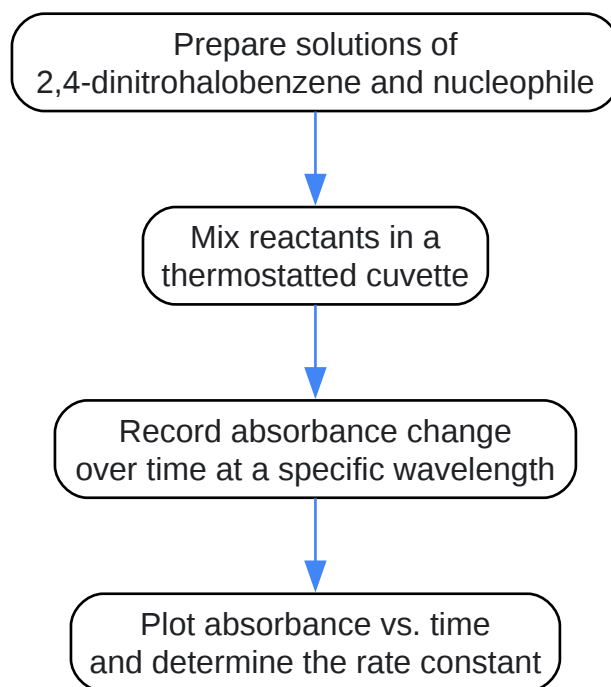 Prepare solutions of
2,4-dinitrohalobenzene and nucleophile
Mix reactants in a
thermostatted cuvette
Record absorbance change
over time at a specific wavelength
Plot absorbance vs. time
and determine the rate constant